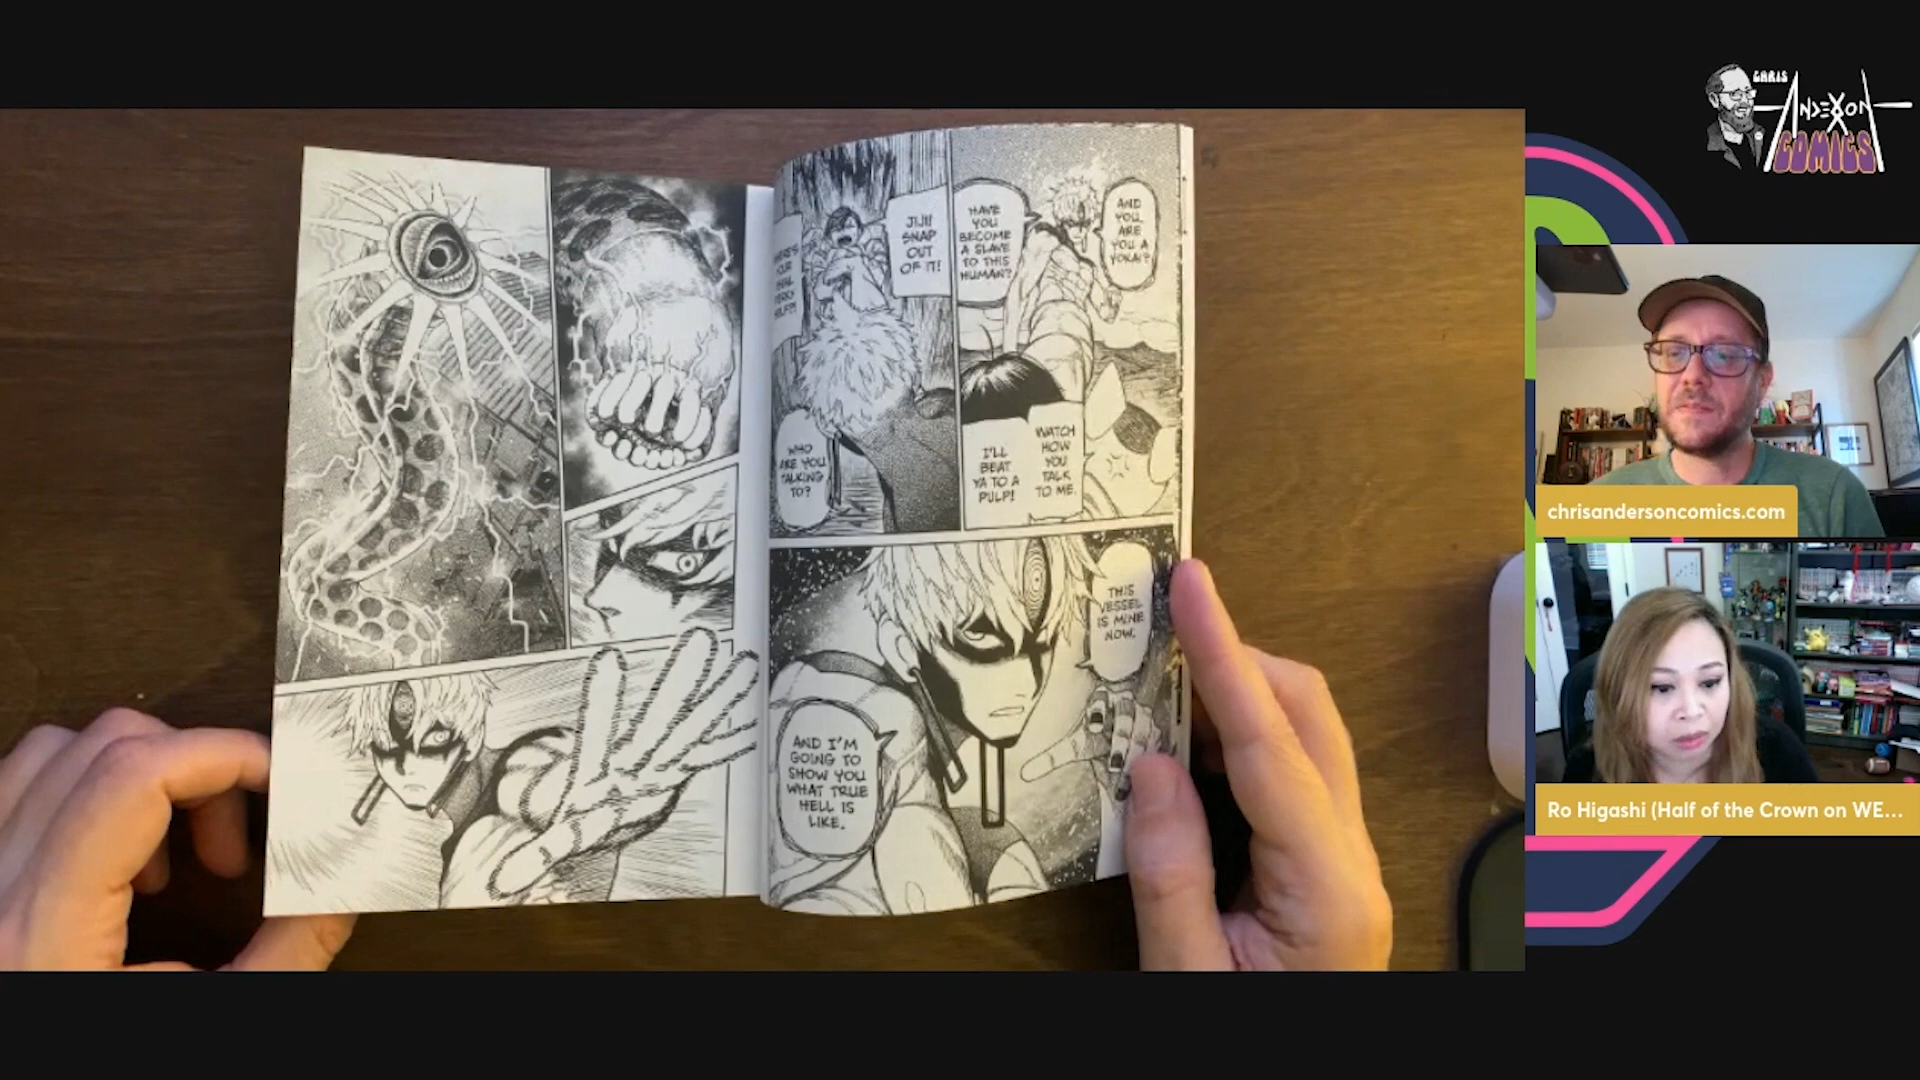 CHRIS
ANDERSON
COMICS
AND
YOU,
ARE
YOU A
YOKAI?
HAVE
YOU
BECOME
A SLAVE
TO THIS
HUMAN?
WATCH
HOW
YOU
TALK
TO ME.
I'LL
BEAT
YA TO A
PULP!
JIJI!
SNAP
OUT
OF IT!
WHO
ARE YOU
TALKING
TO?
THIS
VESSEL
IS MINE
NOW.
AND I'M
GOING TO
SHOW YOU
WHAT TRUE
HELL IS
LIKE.
chrisandersoncomics.com
Ro Higashi (Half of the Crown on WE...